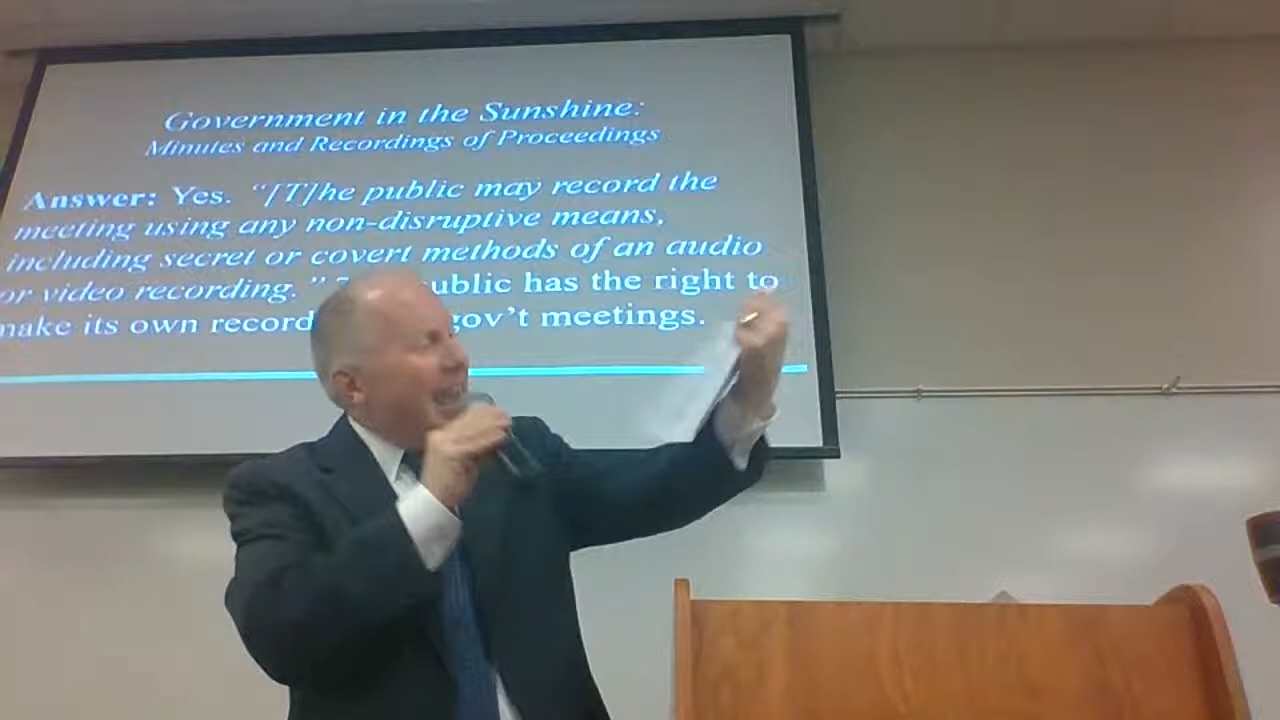 Government in the Sunshine:
Minutes and Recordings of Proceedings
Answer: Yes. "[T]he public may record the
meeting using any non-disruptive means,
including secret or covert methods of an audio
or video recording." ublic has the right to
make its own record gov't meetings.